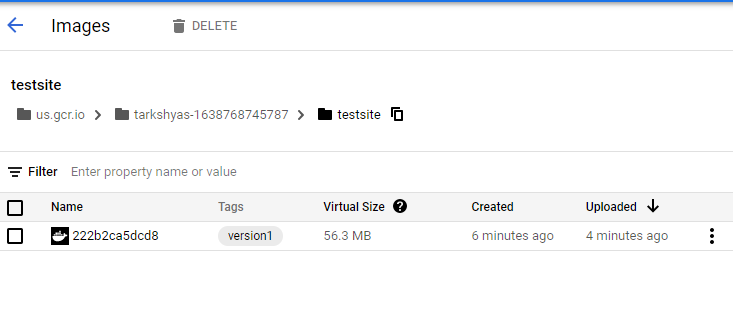 Images DELETE
testsite
us.gcr.io tarkshyas-1638768745787 testsite
Filter Enter property name or value
Name Tags Virtual Size ? Created Uploaded
222b2ca5dcd8 version1 56.3 MB 6 minutes ago 4 minutes ago